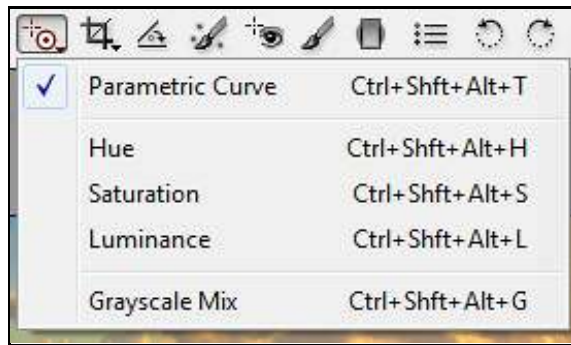 Parametric Curve Ctrl+Shft+Alt+T
Hue Ctrl+Shft+Alt+H
Saturation Ctrl+Shft+Alt+S
Luminance Ctrl+Shft+Alt+L
Grayscale Mix Ctrl+Shft+Alt+G